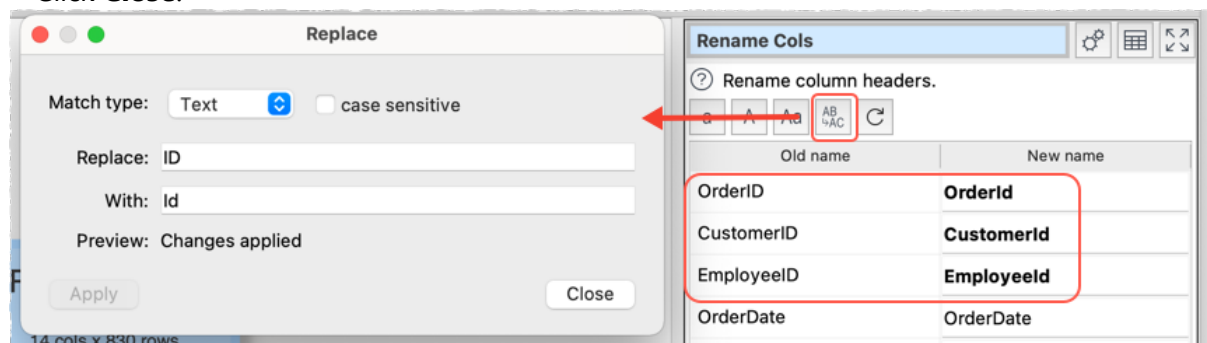 Click Close.
Replace
Match type: Text case sensitive
Replace: ID
With: Id
Preview: Changes applied
Apply Close
14 cols x 830 rows
Rename Cols
? Rename column headers.
a A Aa AB AC
Old name New name
OrderID OrderId
CustomerID CustomerId
EmployeeID EmployeeId
OrderDate OrderDate